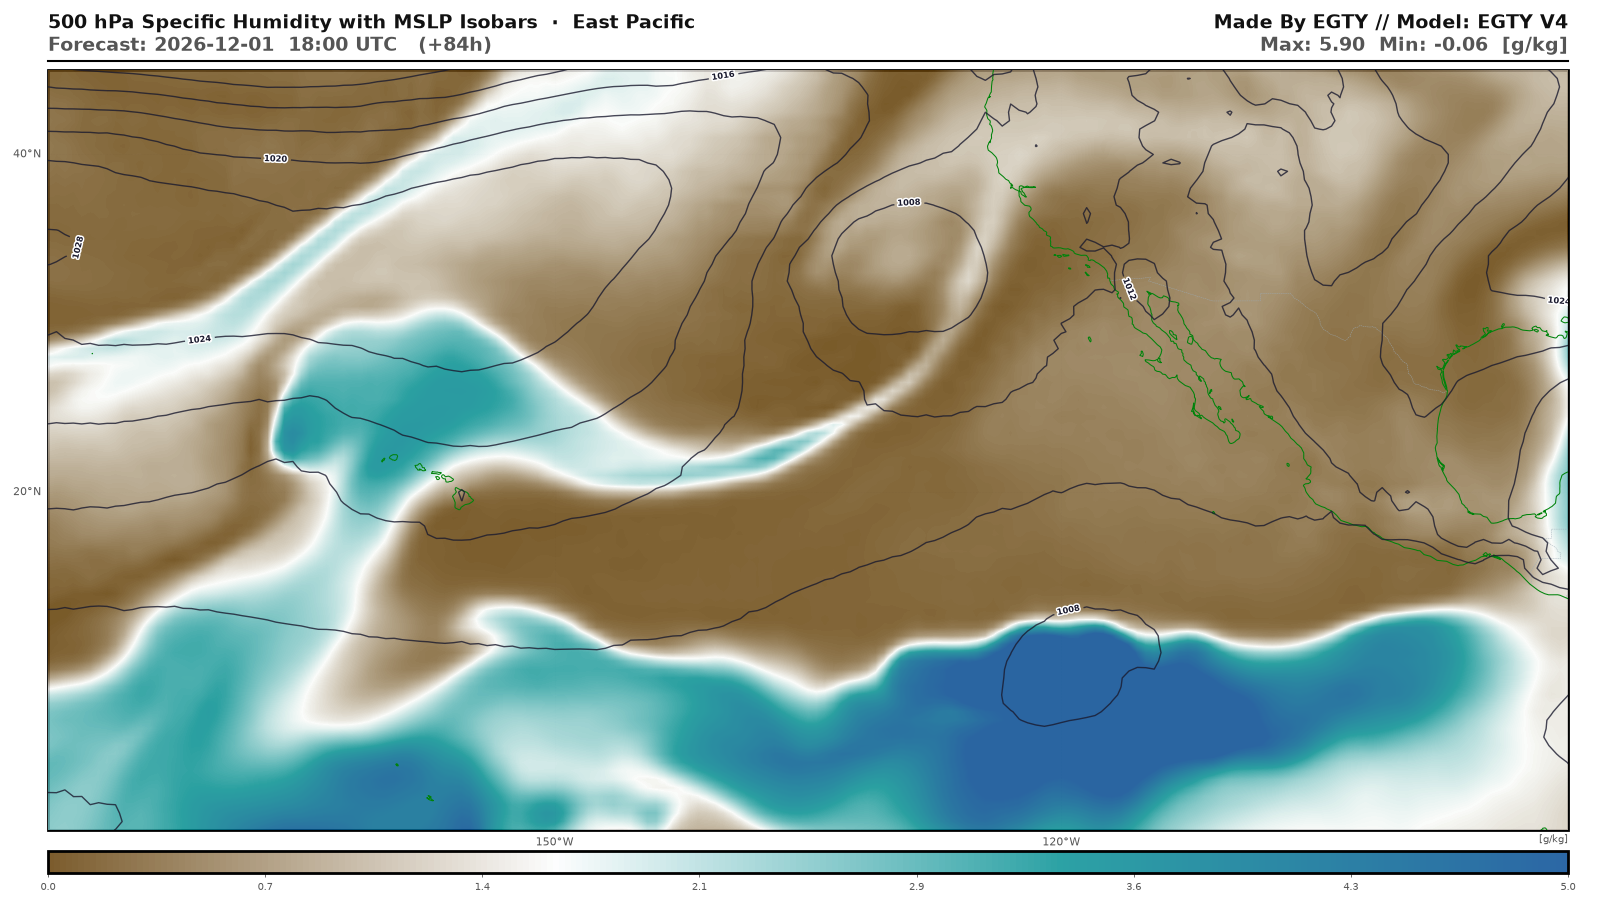 500 hPa Specific Humidity with MSLP Isobars · East Pacific
Made By EGTY // Model: EGTY V4
Forecast: 2026-12-01 18:00 UTC (+84h)
Max: 5.90 Min: -0.06 [g/kg]
1016
40°N
1020
1008
1028
1012
1024
1024
20°N
1008
150°W
120°W
[g/kg]
0.0
0.7
1.4
2.1
2.9
3.6
4.3
5.0